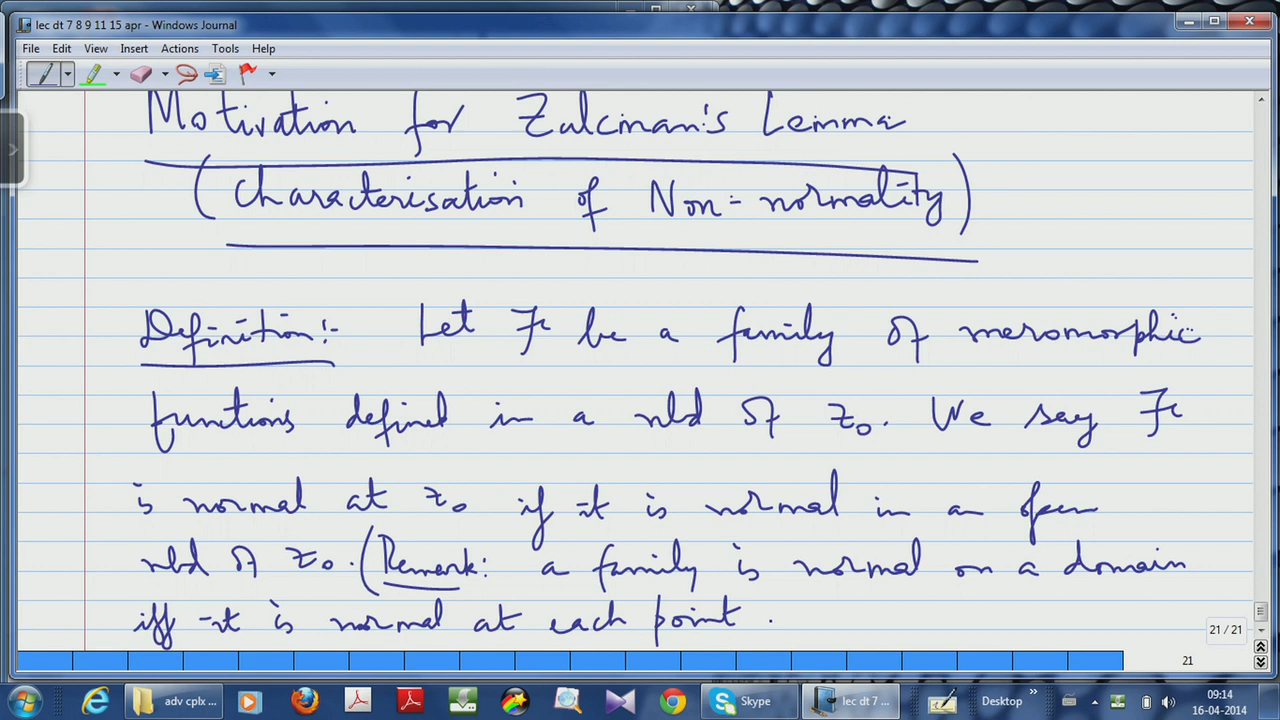 lec dt 7 8 9 11 15 apr - Windows Journal
File Edit View Insert Actions Tools Help
Motivation for Zalcman's Lemma
(Characterisation of Non-normality)
Definition:- Let F be a family of meromorphic
functions defined in a nbd of z₀. We say F
is normal at z₀ if it is normal in an open
nbd of z₀. (Remark: a family is normal on a domain
iff it is normal at each point.
21 / 21
21
adv cplx ...
Skype
lec dt 7 ...
Desktop
09:14
16-04-2014